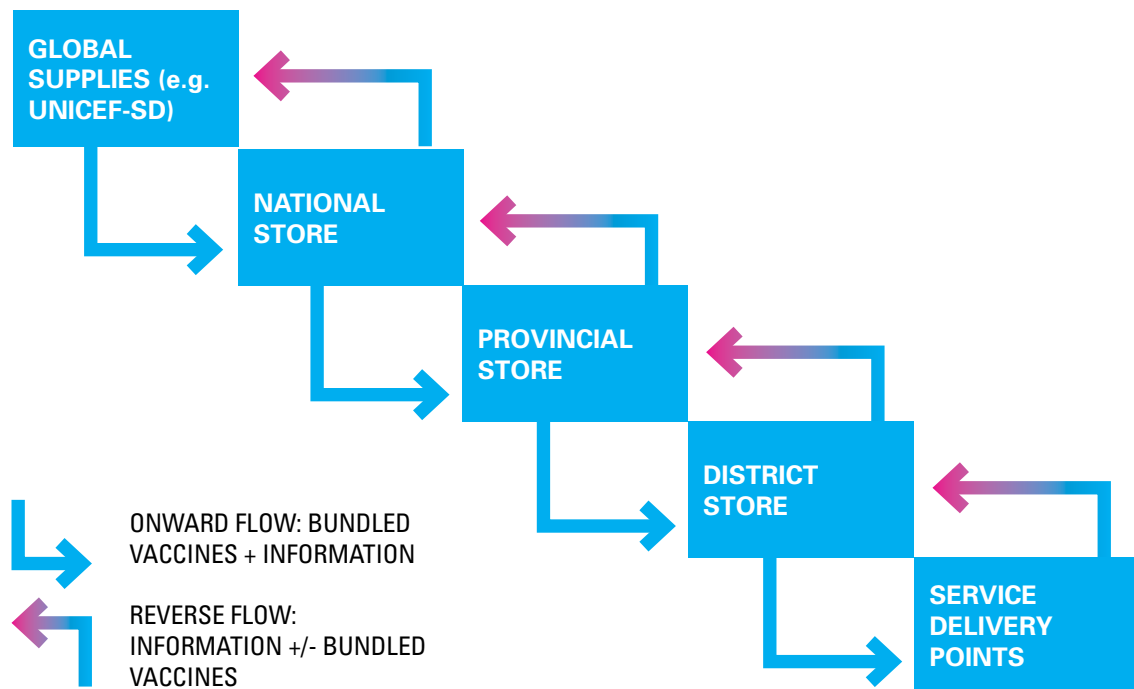 GLOBAL
SUPPLIES (e.g.
UNICEF-SD)
NATIONAL
STORE
PROVINCIAL
STORE
DISTRICT
STORE
SERVICE
DELIVERY
POINTS
ONWARD FLOW: BUNDLED
VACCINES + INFORMATION
REVERSE FLOW:
INFORMATION +/- BUNDLED
VACCINES